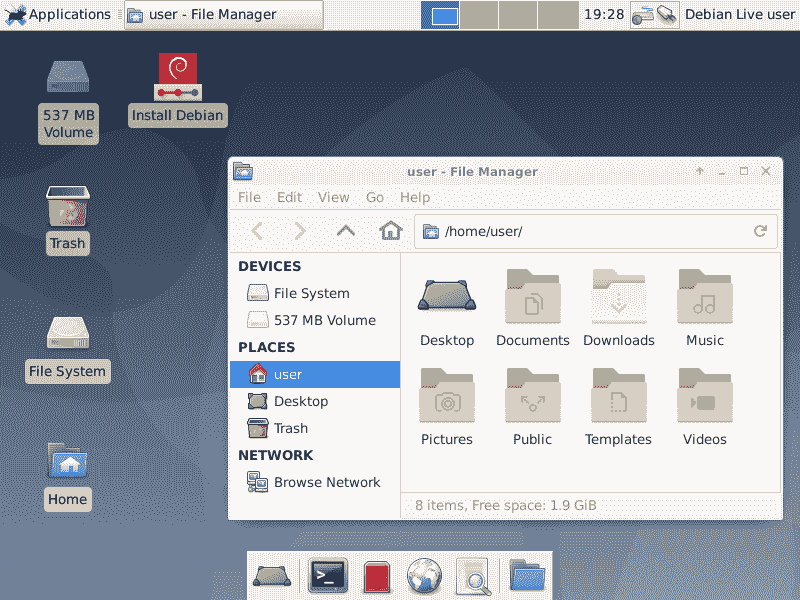 Applications
user - File Manager
19:28
Debian Live user
537 MB
Volume
Install Debian
Trash
File System
Home
user - File Manager
File
Edit
View
Go
Help
/home/user/
DEVICES
File System
537 MB Volume
PLACES
user
Desktop
Trash
NETWORK
Browse Network
Desktop
Documents
Downloads
Music
Pictures
Public
Templates
Videos
8 items, Free space: 1.9 GiB
>_